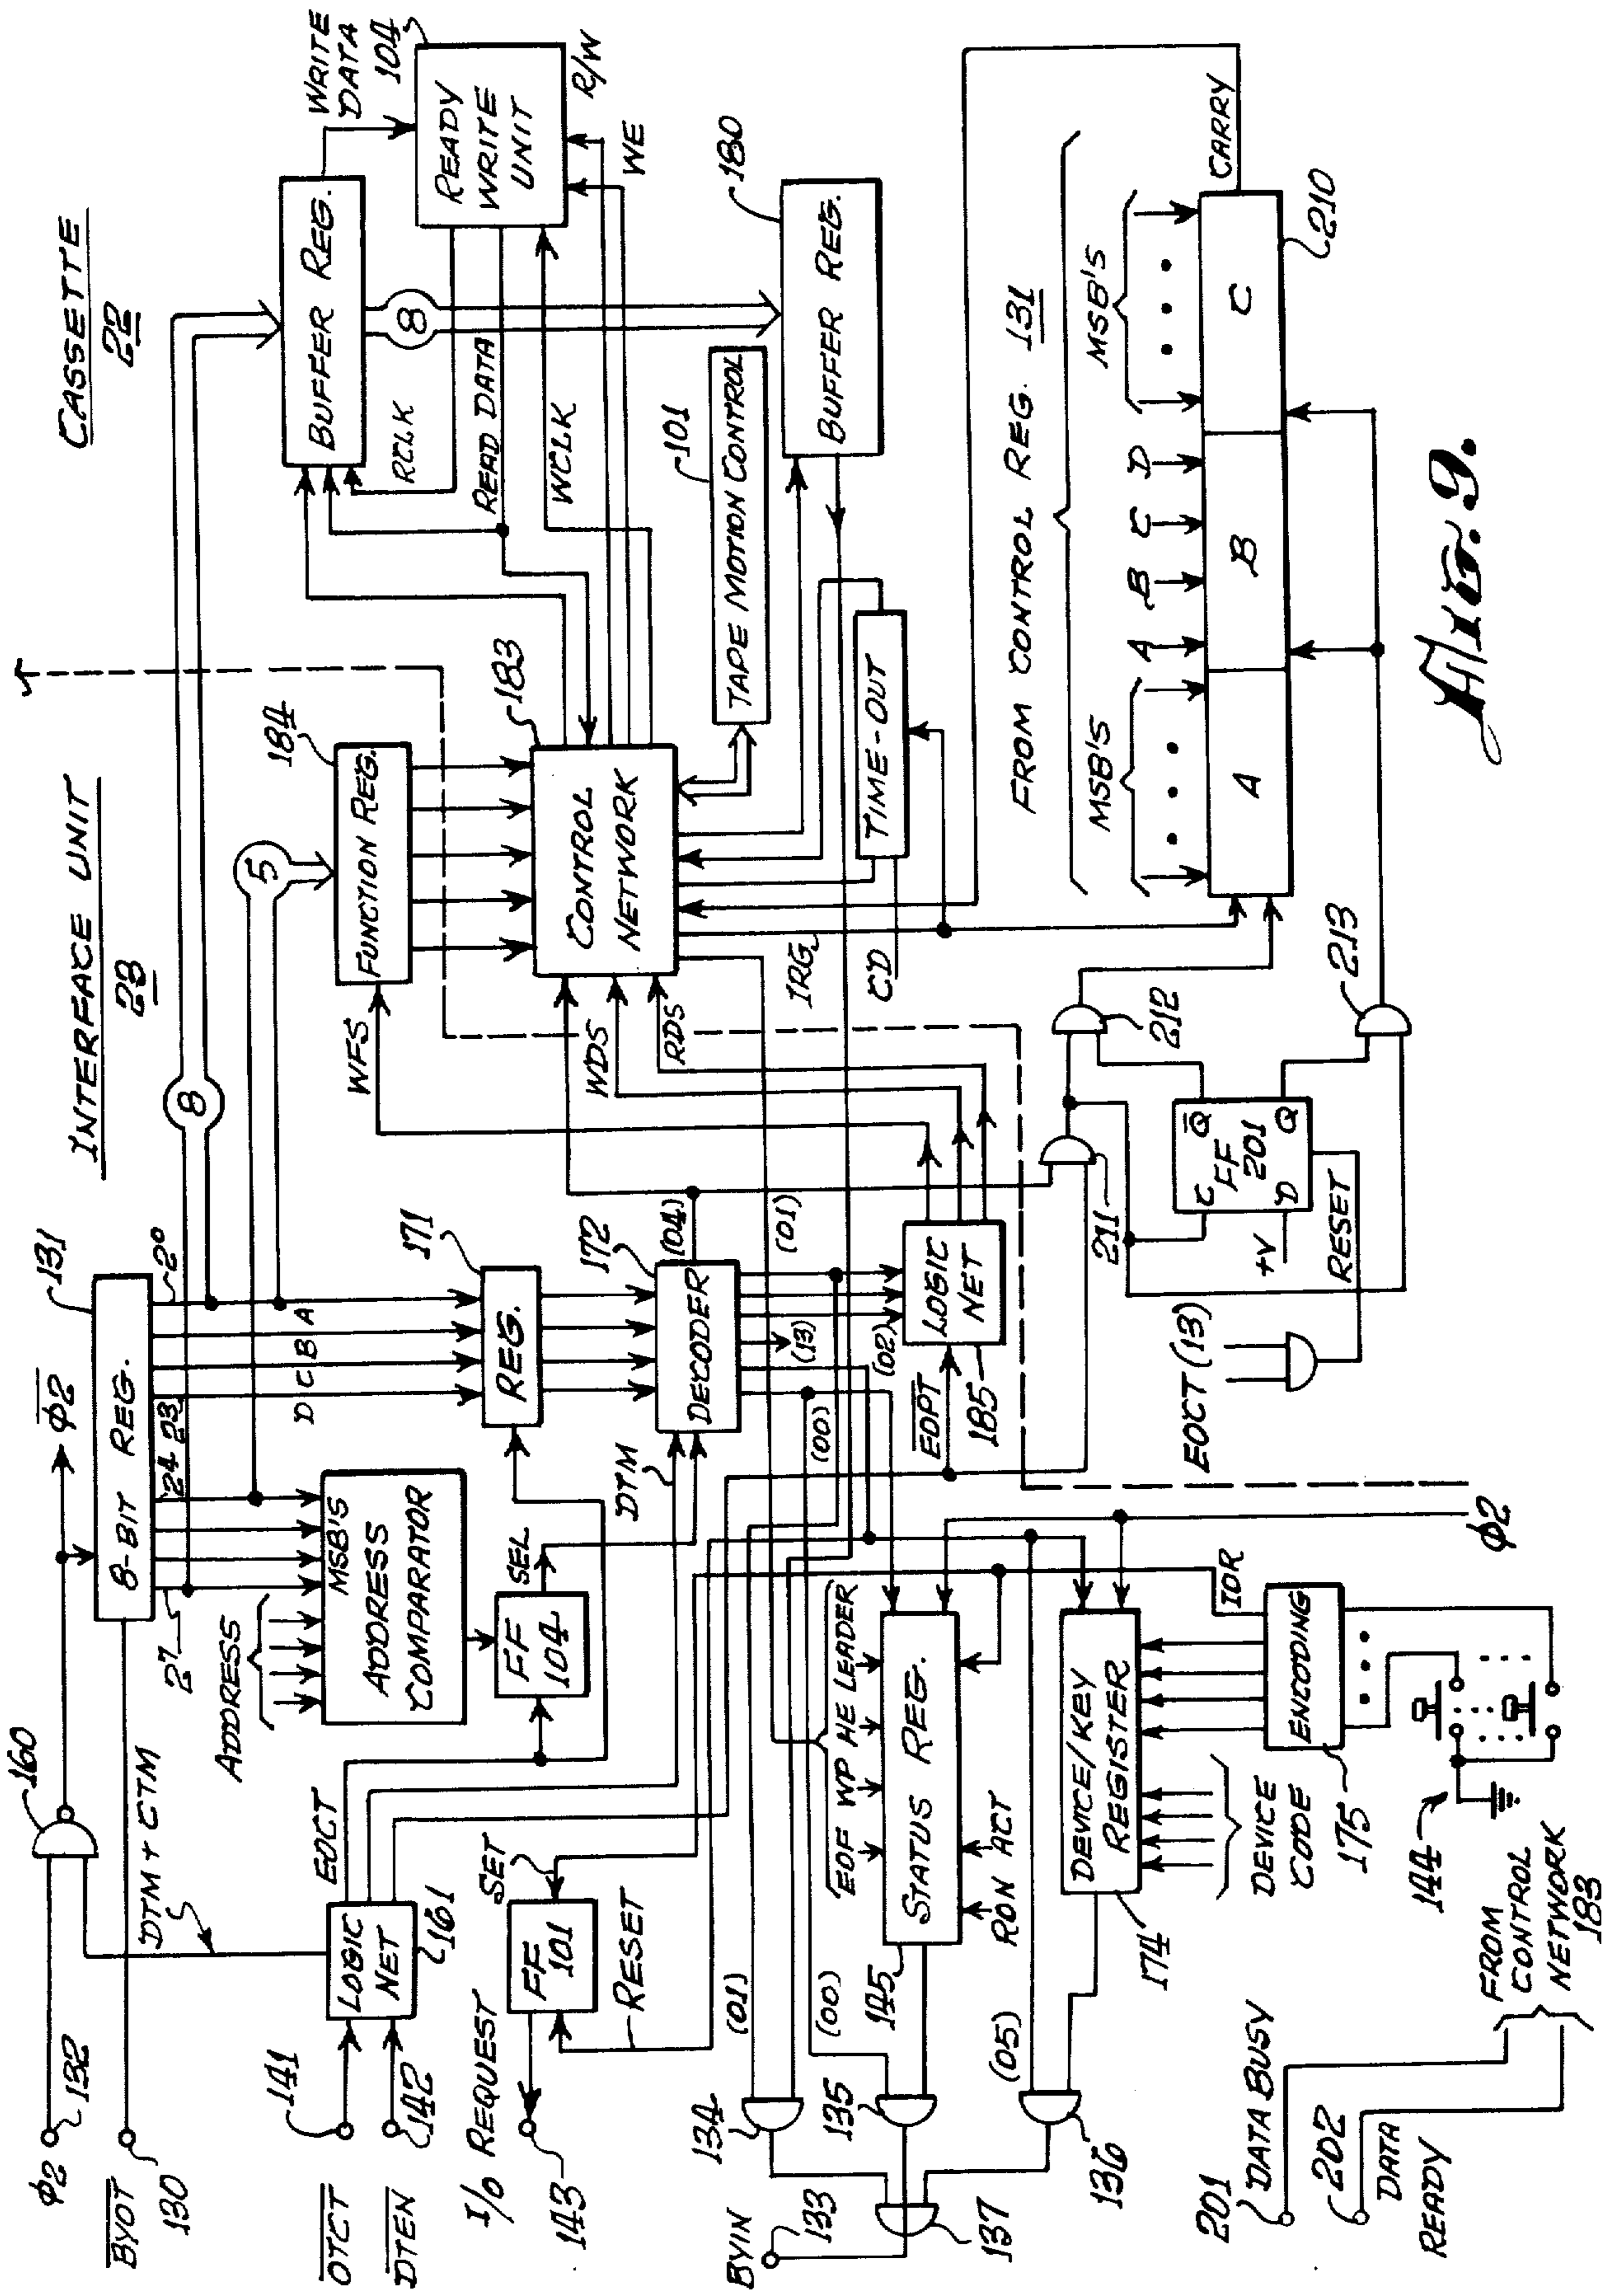 CASSETTE
22
INTERFACE UNIT
23
WRITE
DATA
104
BUFFER REG.
READY
WRITE
UNIT
R/W
WE
RCLK
READ DATA
WCLK
8
180
BUFFER REG.
101
TAPE MOTION CONTROL
184
FUNCTION REG.
183
CONTROL
NETWORK
TIME-OUT
IRG
CD
5
8
WFS
WDS
RDS
131
8-BIT REG.
φ2
2⁰
2³
2⁴
2⁷
D C B A
171
REG.
172
DECODER
(04)
(01)
(13)
(02)
(00)
LOGIC
NET
185
EOPT
DTM
ADDRESS
MSB'S
ADDRESS
COMPARATOR
SEL
FF
104
160
DTM + CTM
EOCT
LOGIC
NET
161
φ2
132
BYOT
130
OTCT
141
DTEN
142
I/O REQUEST
143
SET
FF
101
RESET
(01)
(00)
(05)
134
135
136
137
BYIN
133
EOF WP HE LEADER
STATUS REG.
145
RDN ACT
DEVICE/KEY
REGISTER
174
DEVICE
CODE
IOR
ENCODING
175
144
φ2
FROM
CONTROL
NETWORK
183
201
DATA BUSY
202
DATA
READY
FROM CONTROL REG. 131
MSB'S
A B C D
MSB'S
A B C
CARRY
210
211
212
213
C Q
FF
201
D Q
+V
RESET
EOCT (13)
Fig. 9.